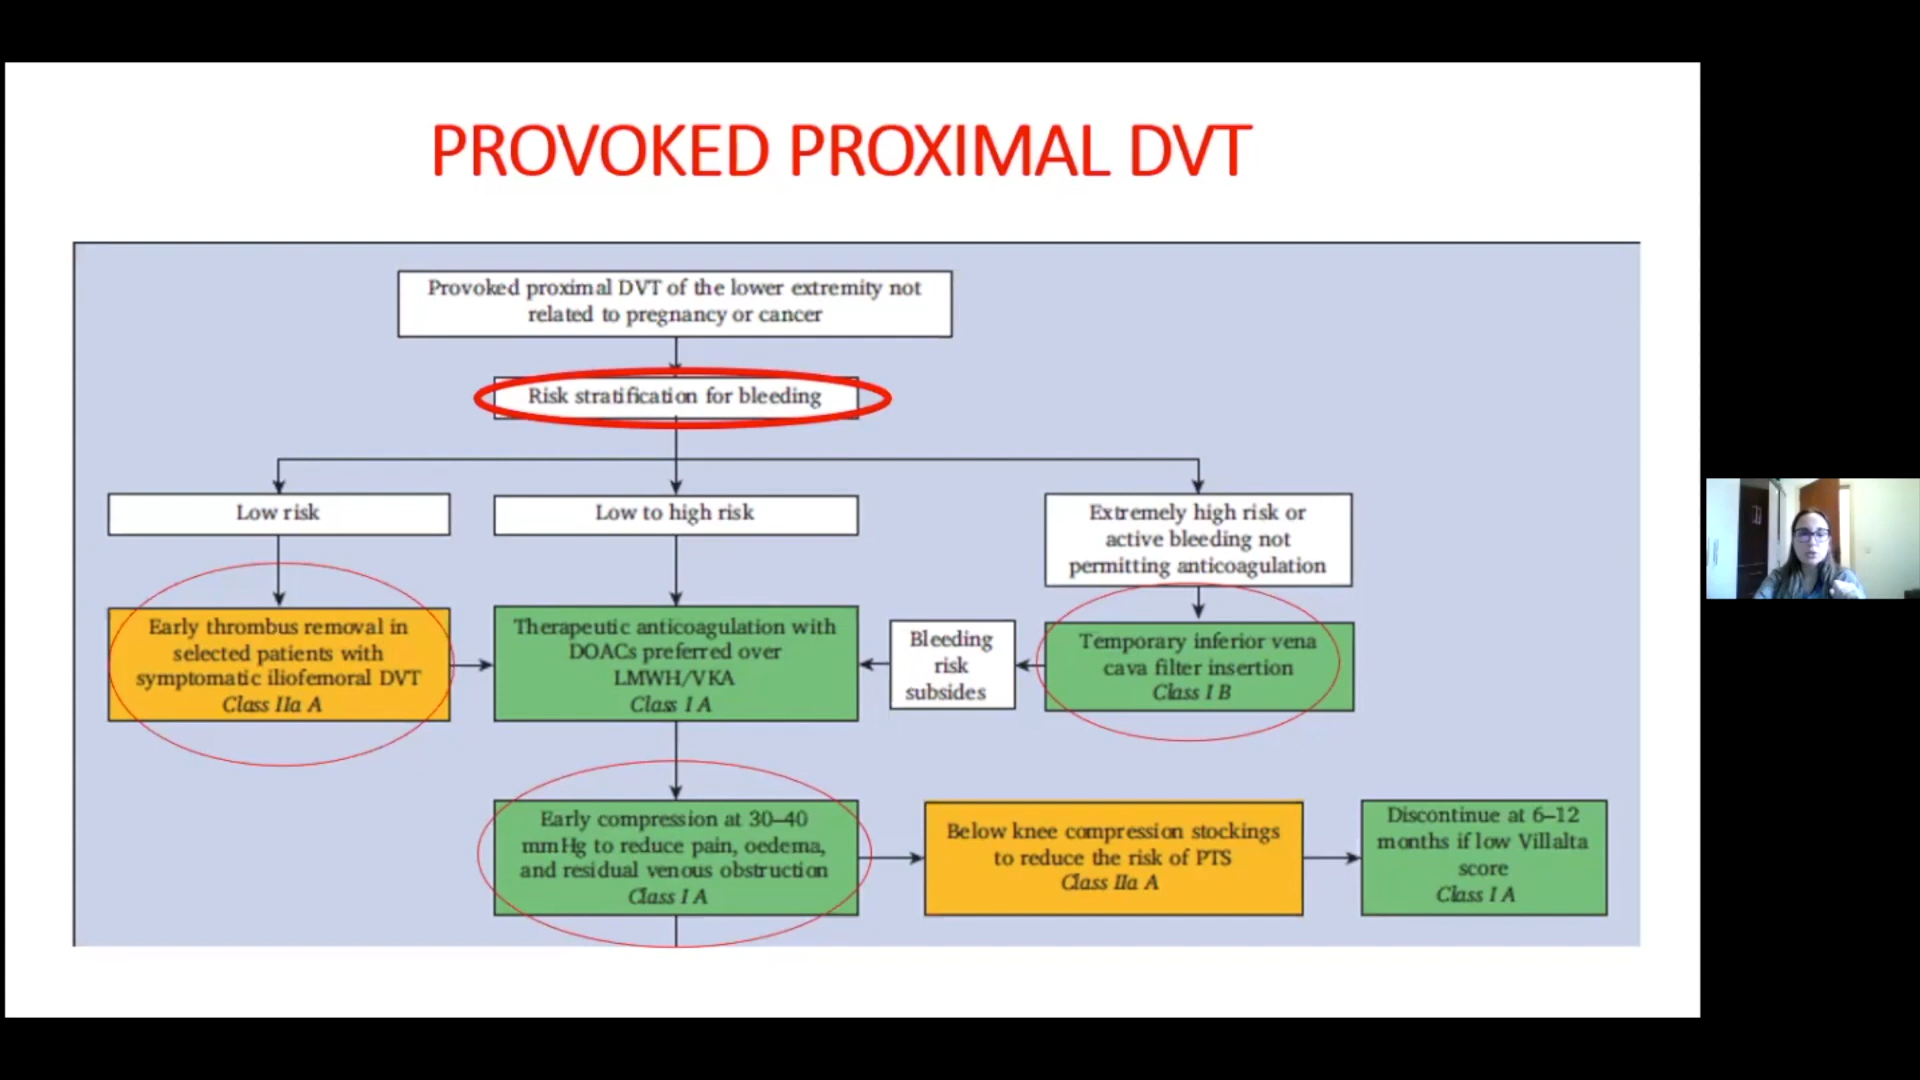 PROVOKED PROXIMAL DVT
Provoked proximal DVT of the lower extremity not
related to pregnancy or cancer
Risk stratification for bleeding
Low risk
Low to high risk
Extremely high risk or
active bleeding not
permitting anticoagulation
Early thrombus removal in
selected patients with
symptomatic iliofemoral DVT
Class IIa A
Therapeutic anticoagulation with
DOACs preferred over
LMWH/VKA
Class I A
Bleeding
risk
subsides
Temporary inferior vena
cava filter insertion
Class I B
Early compression at 30–40
mmHg to reduce pain, oedema,
and residual venous obstruction
Class I A
Below knee compression stockings
to reduce the risk of PTS
Class IIa A
Discontinue at 6–12
months if low Villalta
score
Class I A